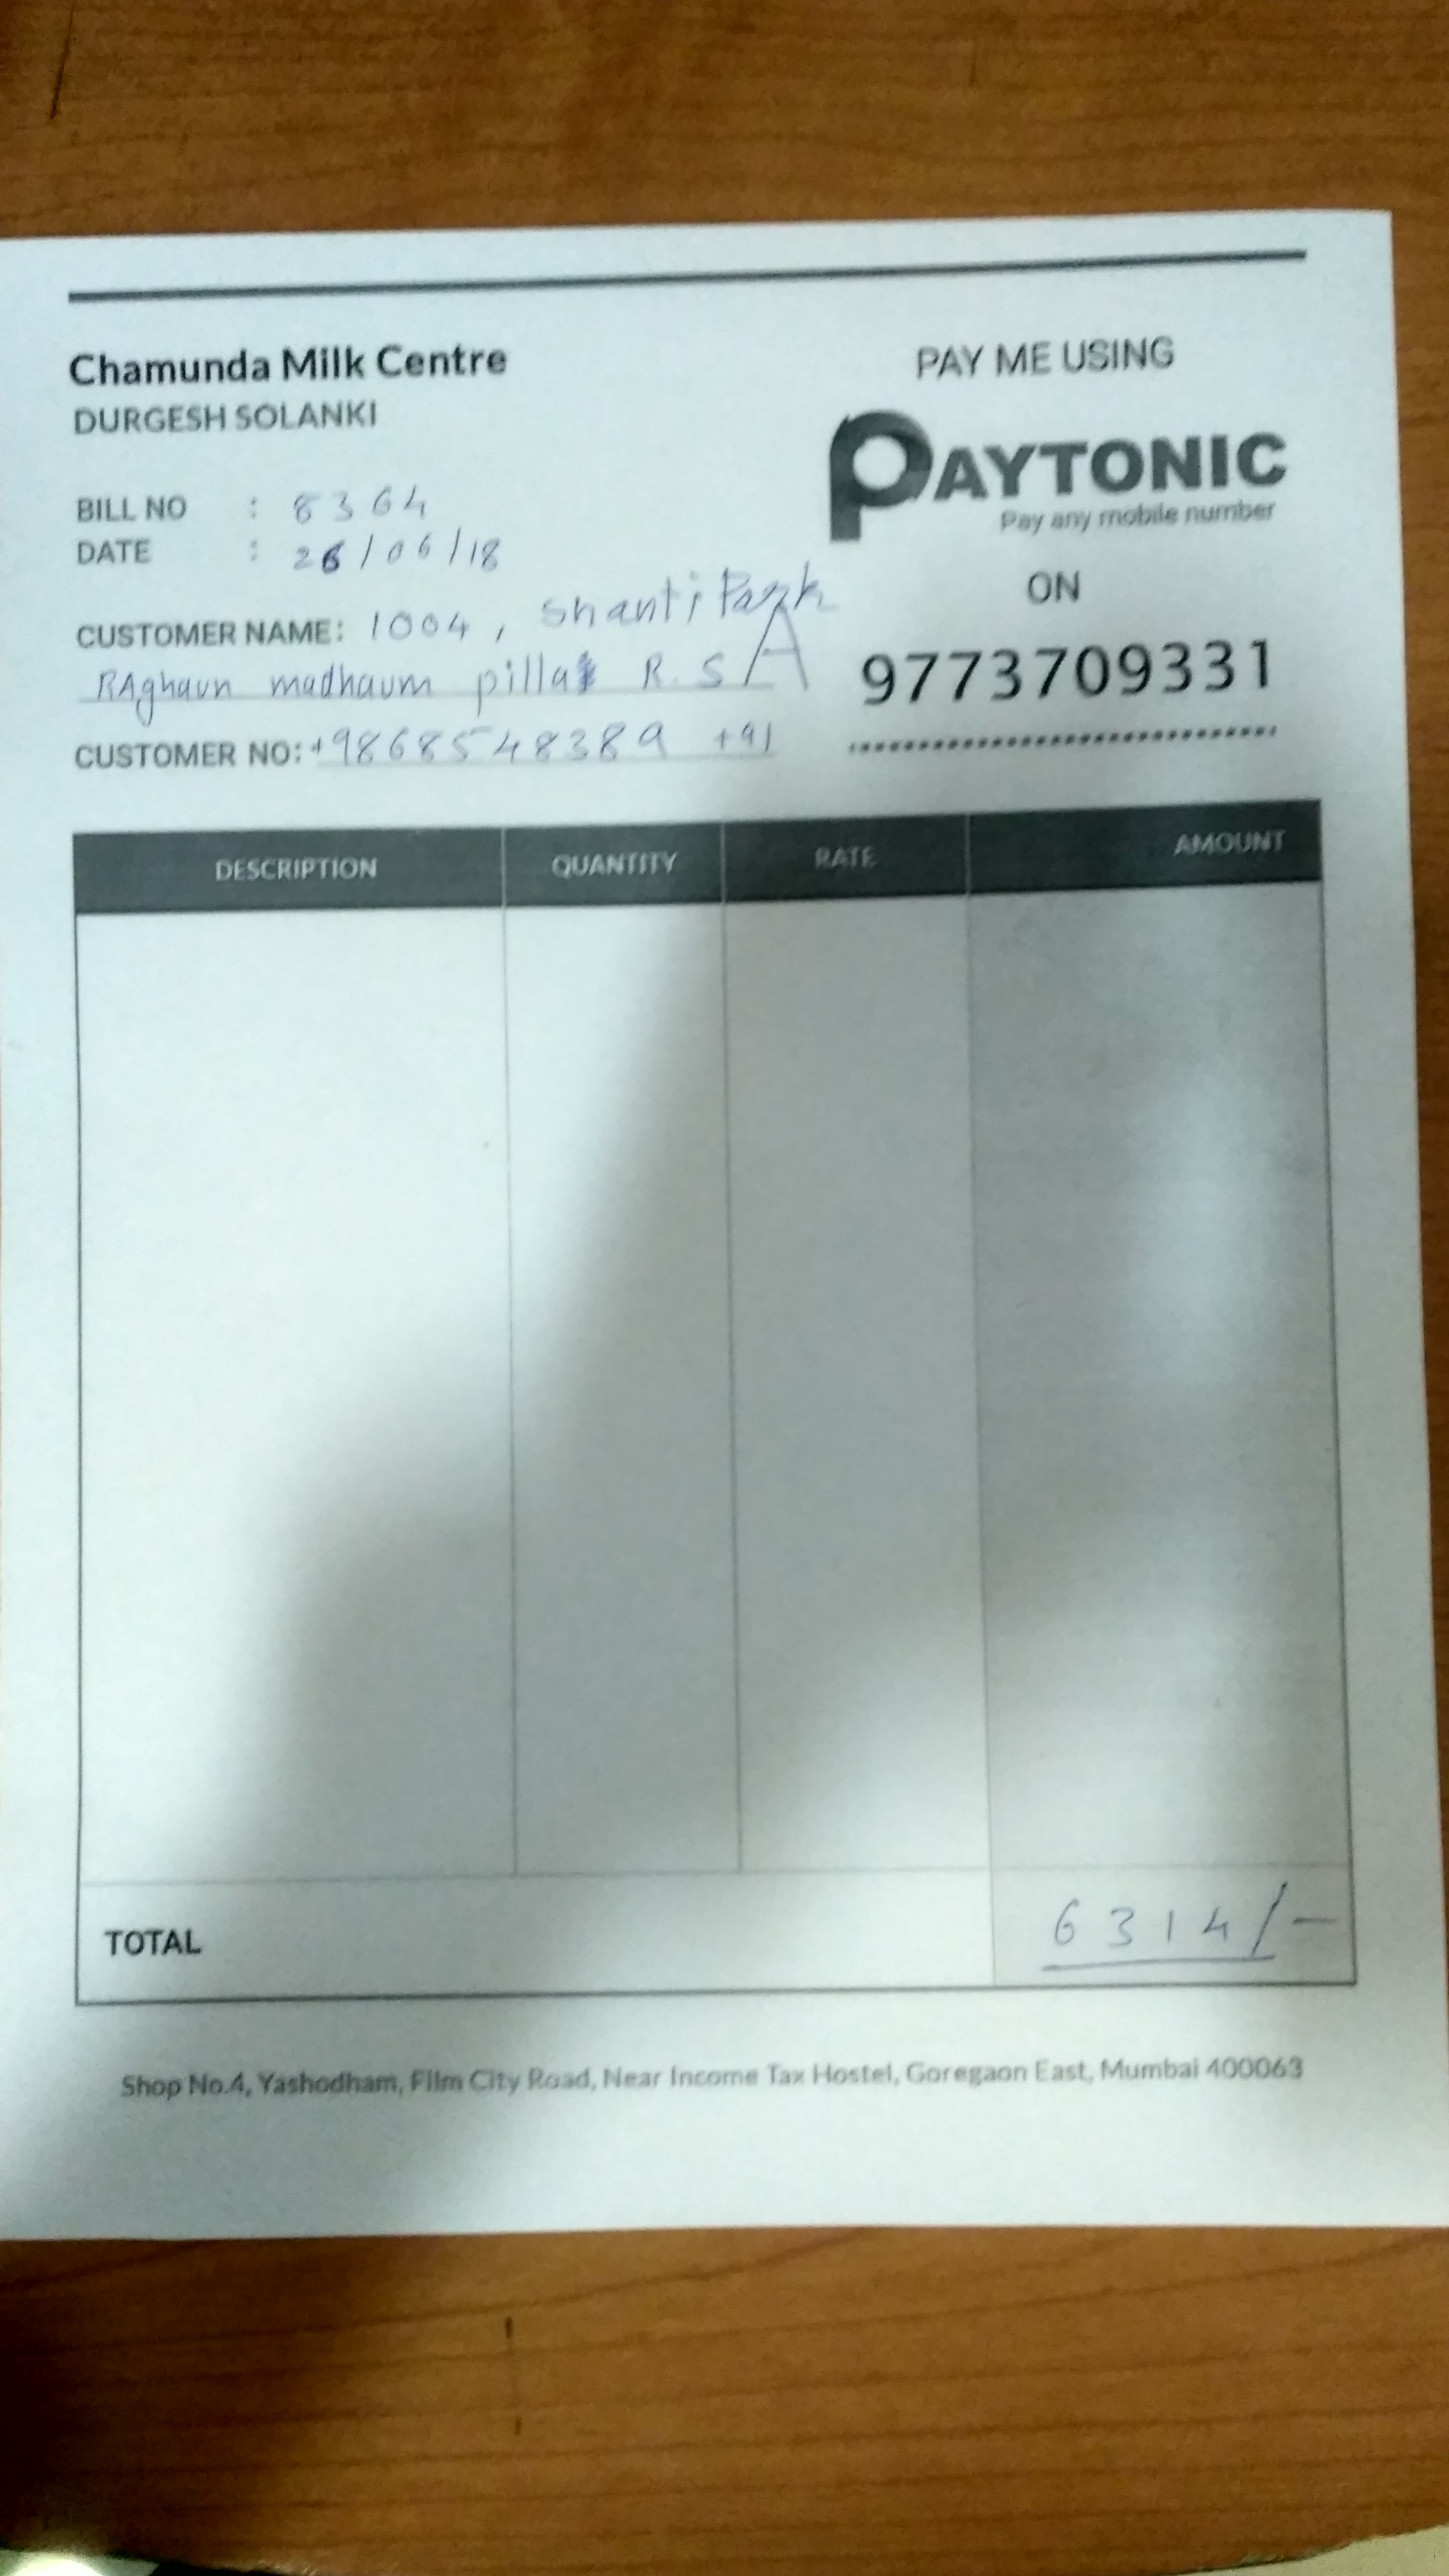 Chamunda Milk Centre
DURGESH SOLANKI
PAY ME USING
PAYTONIC
Pay any mobile number
ON
9773709331
BILL NO : 8364
DATE : 26/06/18
CUSTOMER NAME: 1004, Shanti Park
RAghavn madhavm pillai R.S A
CUSTOMER NO: +9868548389 +91
DESCRIPTION QUANTITY RATE AMOUNT
TOTAL 6314/-
Shop No.4, Yashodham, Film City Road, Near Income Tax Hostel, Goregaon East, Mumbai 400063